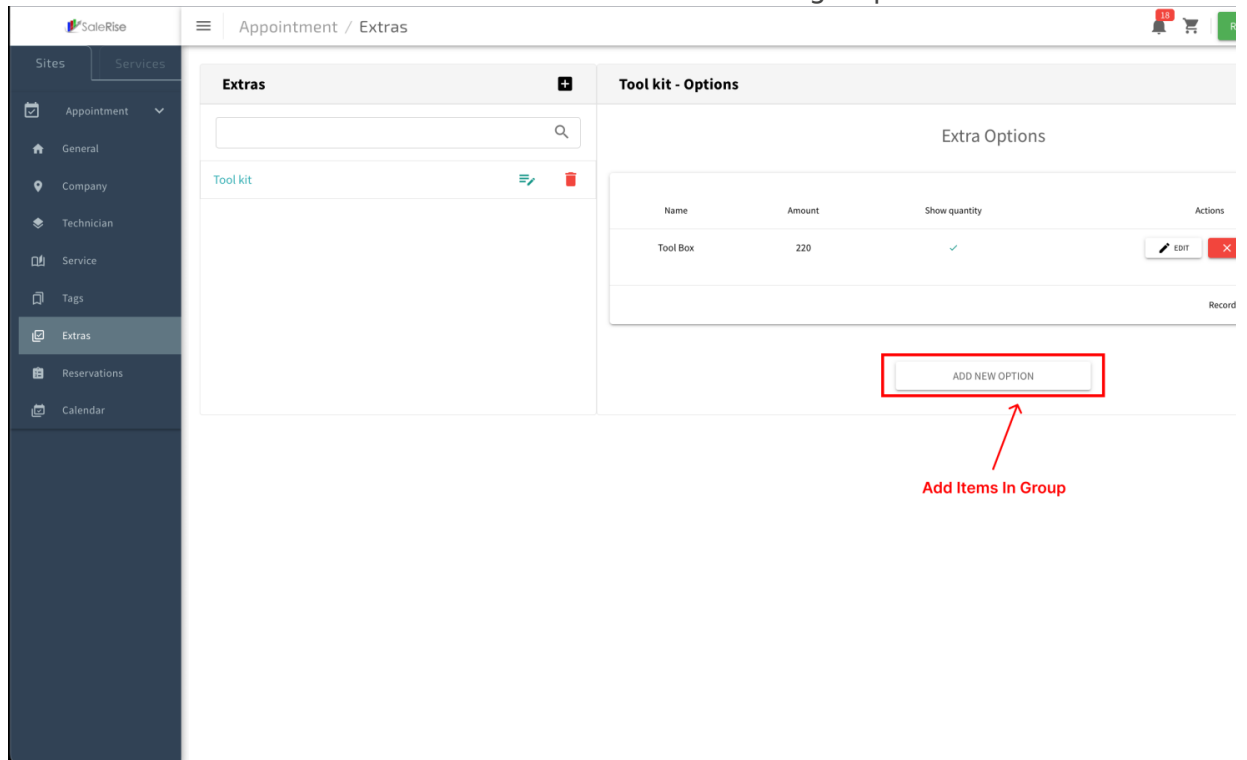 SaleRise
Appointment / Extras
18
R
Sites
Services
Appointment
General
Company
Technician
Service
Tags
Extras
Reservations
Calendar
Extras
Tool kit
Tool kit - Options
Extra Options
Name Amount Show quantity Actions
Tool Box 220 EDIT
Record
ADD NEW OPTION
Add Items In Group